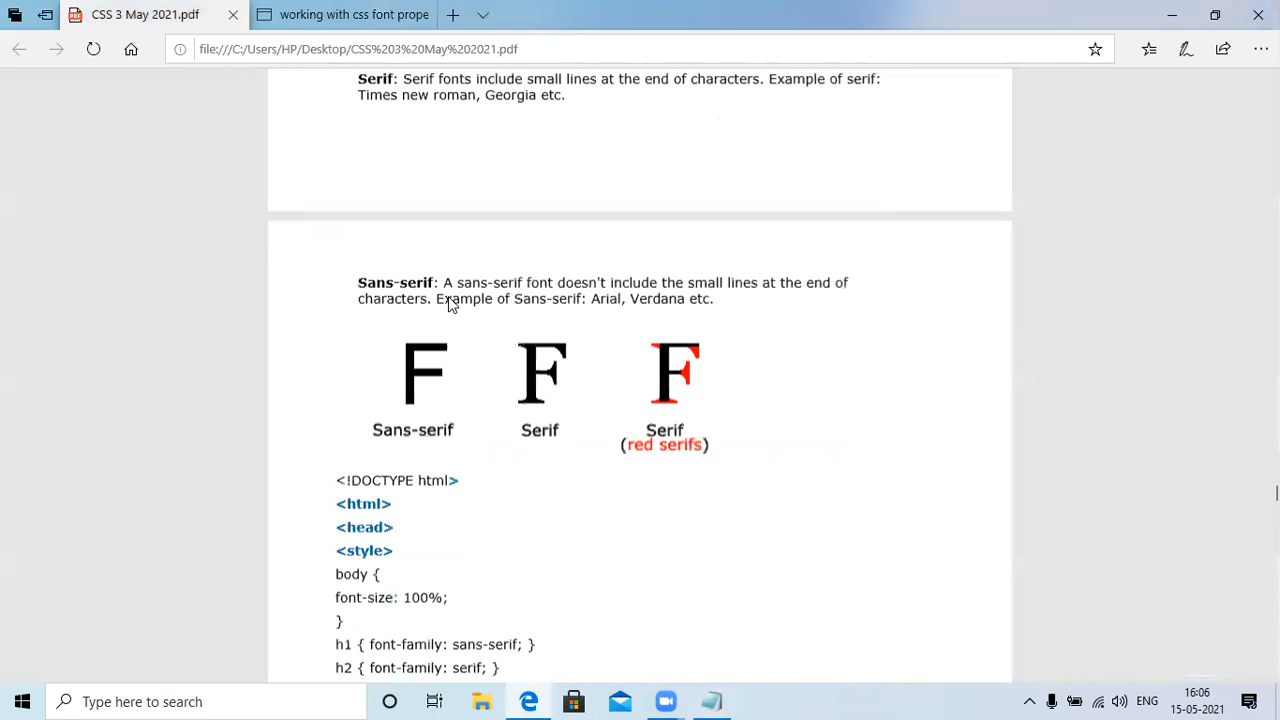 CSS 3 May 2021.pdf
working with css prope
file:///C:/Users/HP/Desktop/CSS%203%20May%202021.pdf
Serif: Serif fonts include small lines at the end of characters. Example of serif:
Times new roman, Georgia etc.
Sans-serif: A sans-serif font doesn't include the small lines at the end of
characters. Example of Sans-serif: Arial, Verdana etc.
F F F
Sans-serif Serif Serif
(red serifs)
<!DOCTYPE html>
<html>
<head>
<style>
body {
font-size: 100%;
}
h1 { font-family: sans-serif; }
h2 { font-family: serif; }
Type here to search
16:06
ENG
15-05-2021